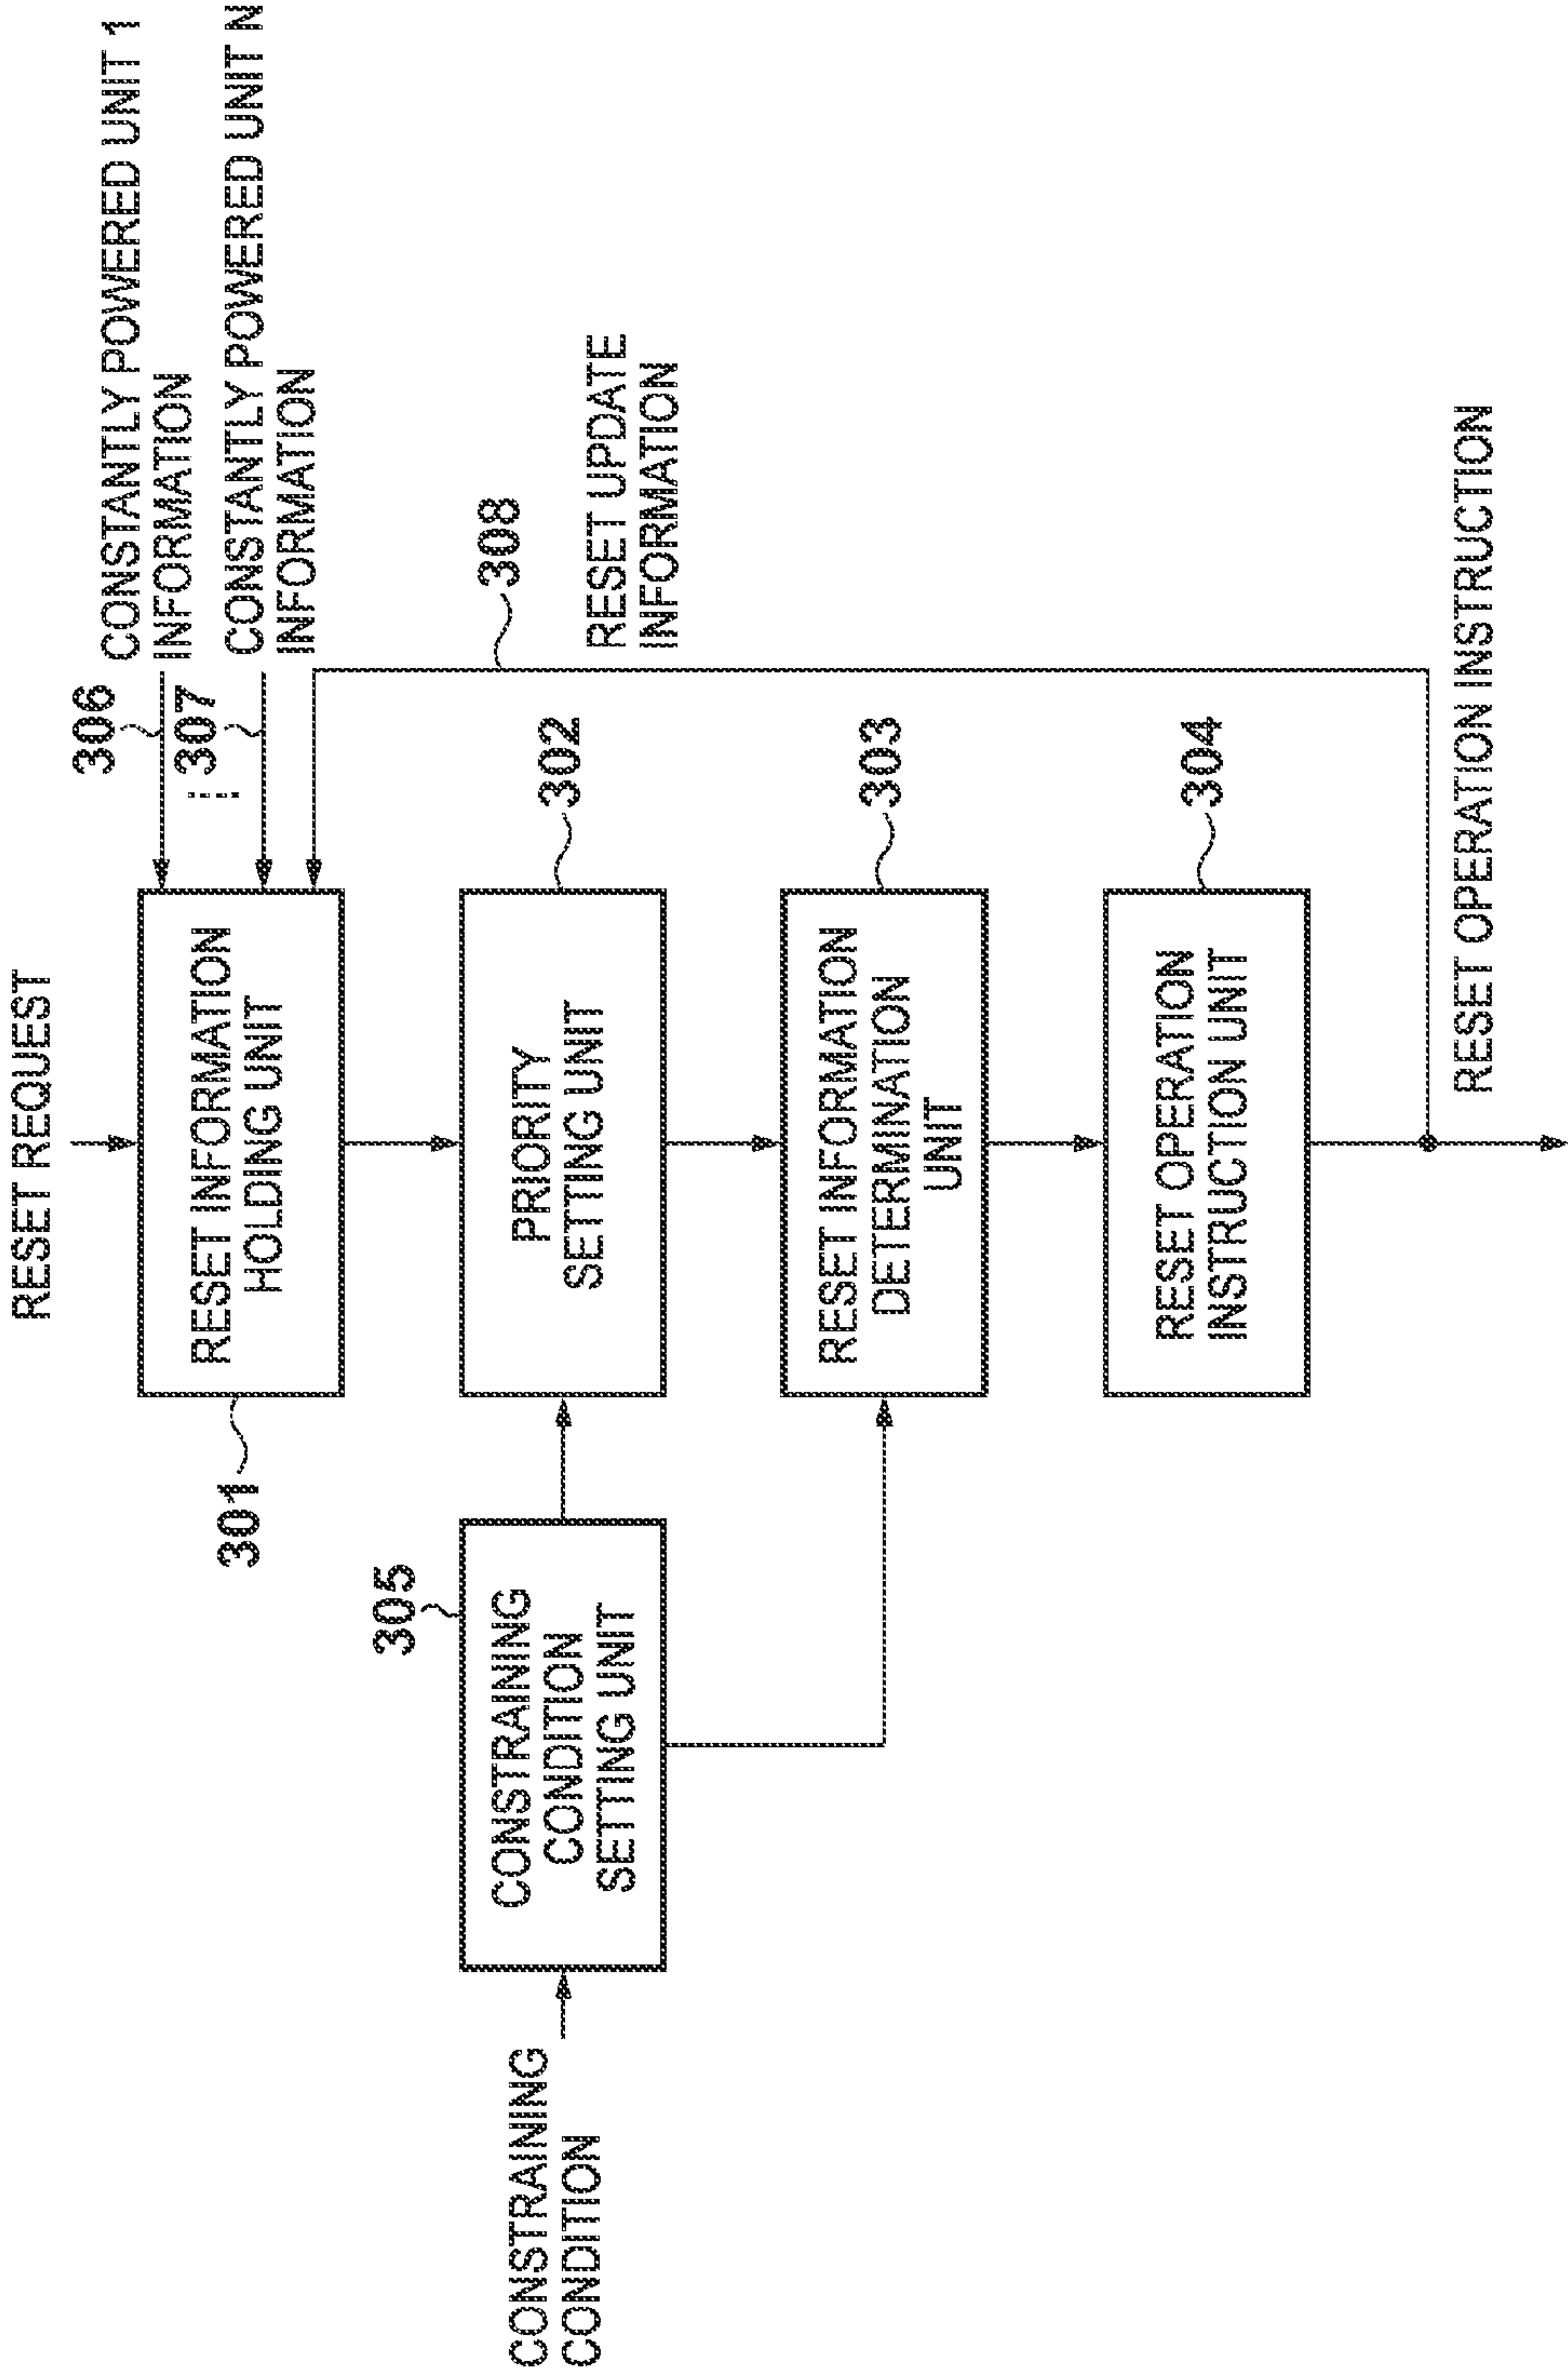 RESET REQUEST
306
CONSTANTLY POWERED UNIT 1
INFORMATION
307
CONSTANTLY POWERED UNIT N
INFORMATION
301
RESET INFORMATION
HOLDING UNIT
308
RESET UPDATE
INFORMATION
CONSTRAINING
CONDITION
305
CONSTRAINING
CONDITION
SETTING UNIT
PRIORITY
SETTING UNIT
302
RESET INFORMATION
DETERMINATION
UNIT
303
RESET OPERATION
INSTRUCTION UNIT
304
RESET OPERATION INSTRUCTION